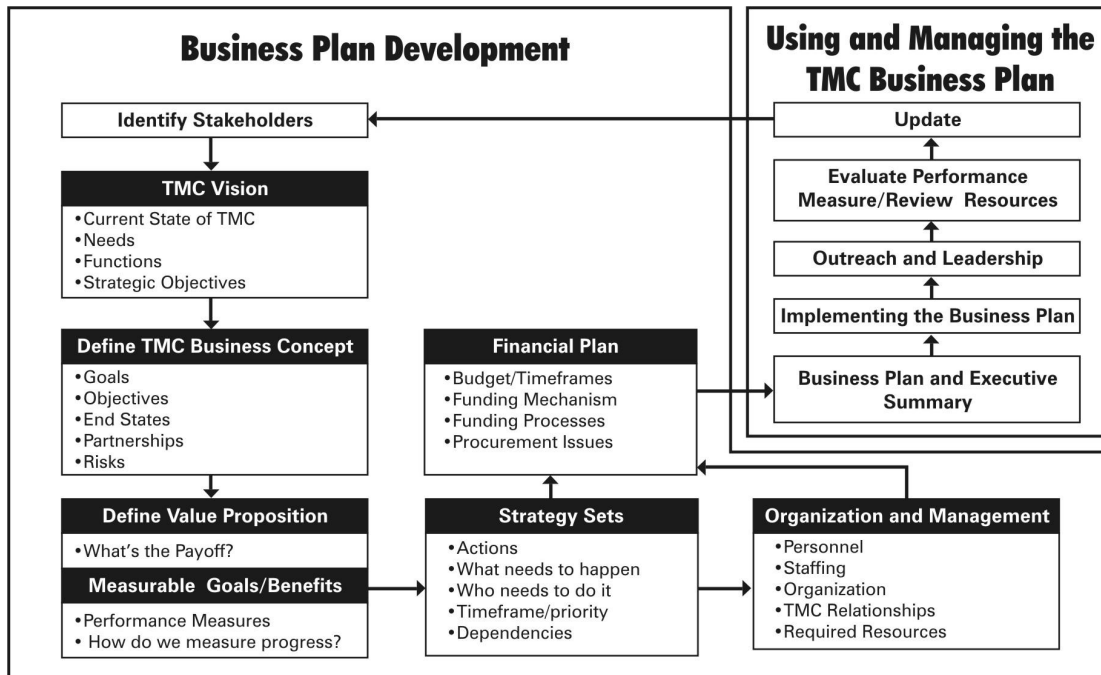 Business Plan Development
Identify Stakeholders
TMC Vision
•Current State of TMC
•Needs
•Functions
•Strategic Objectives
Define TMC Business Concept
•Goals
•Objectives
•End States
•Partnerships
•Risks
Define Value Proposition
•What's the Payoff?
Measurable Goals/Benefits
•Performance Measures
• How do we measure progress?
Strategy Sets
•Actions
•What needs to happen
•Who needs to do it
•Timeframe/priority
•Dependencies
Organization and Management
•Personnel
•Staffing
•Organization
•TMC Relationships
•Required Resources
Financial Plan
•Budget/Timeframes
•Funding Mechanism
•Funding Processes
•Procurement Issues
Using and Managing the
TMC Business Plan
Update
Evaluate Performance
Measure/Review Resources
Outreach and Leadership
Implementing the Business Plan
Business Plan and Executive
Summary